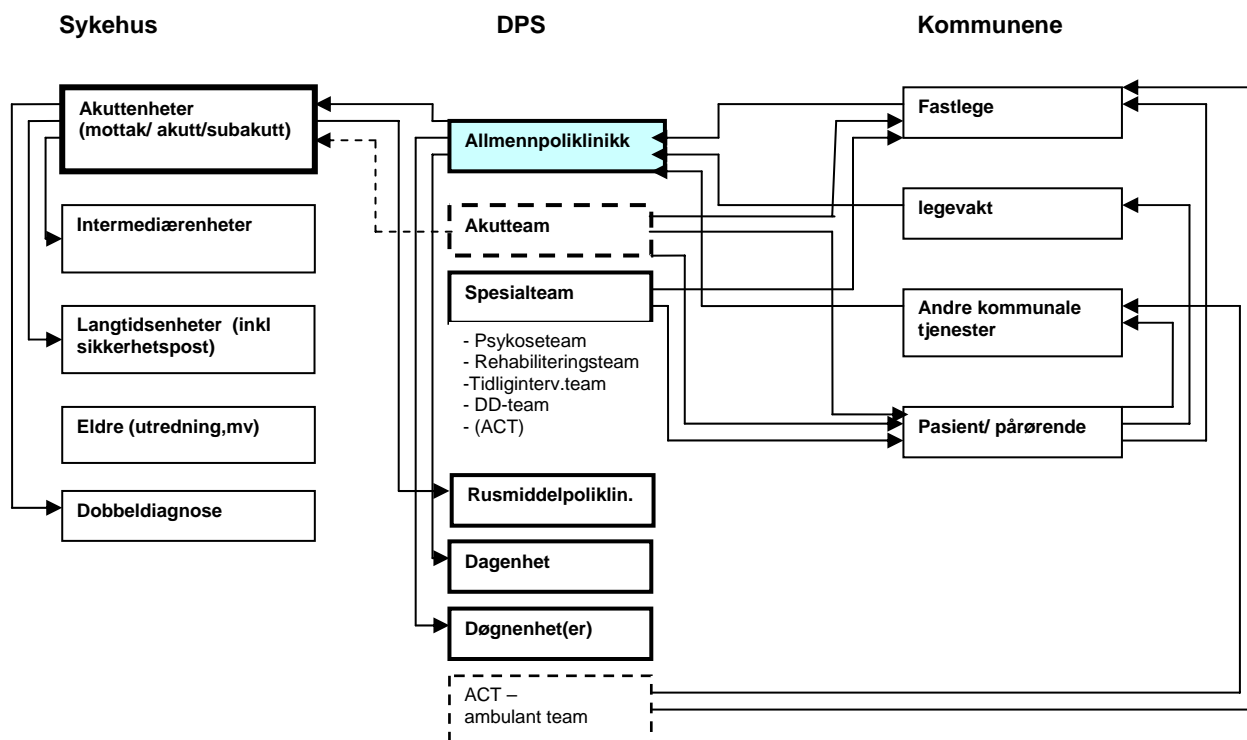 Sykehus
DPS
Kommunene
Akuttenheter
(mottak/ akutt/subakutt)
Intermediærenheter
Langtidsenheter (inkl
sikkerhetspost)
Eldre (utredning,mv)
Dobbeldiagnose
Allmennpoliklinikk
Akutteam
Spesialteam
- Psykoseteam
- Rehabiliteringsteam
-Tidliginterv.team
- DD-team
- (ACT)
Rusmiddelpoliklin.
Dagenhet
Døgnenhet(er)
ACT –
ambulant team
Fastlege
legevakt
Andre kommunale
tjenester
Pasient/ pårørende